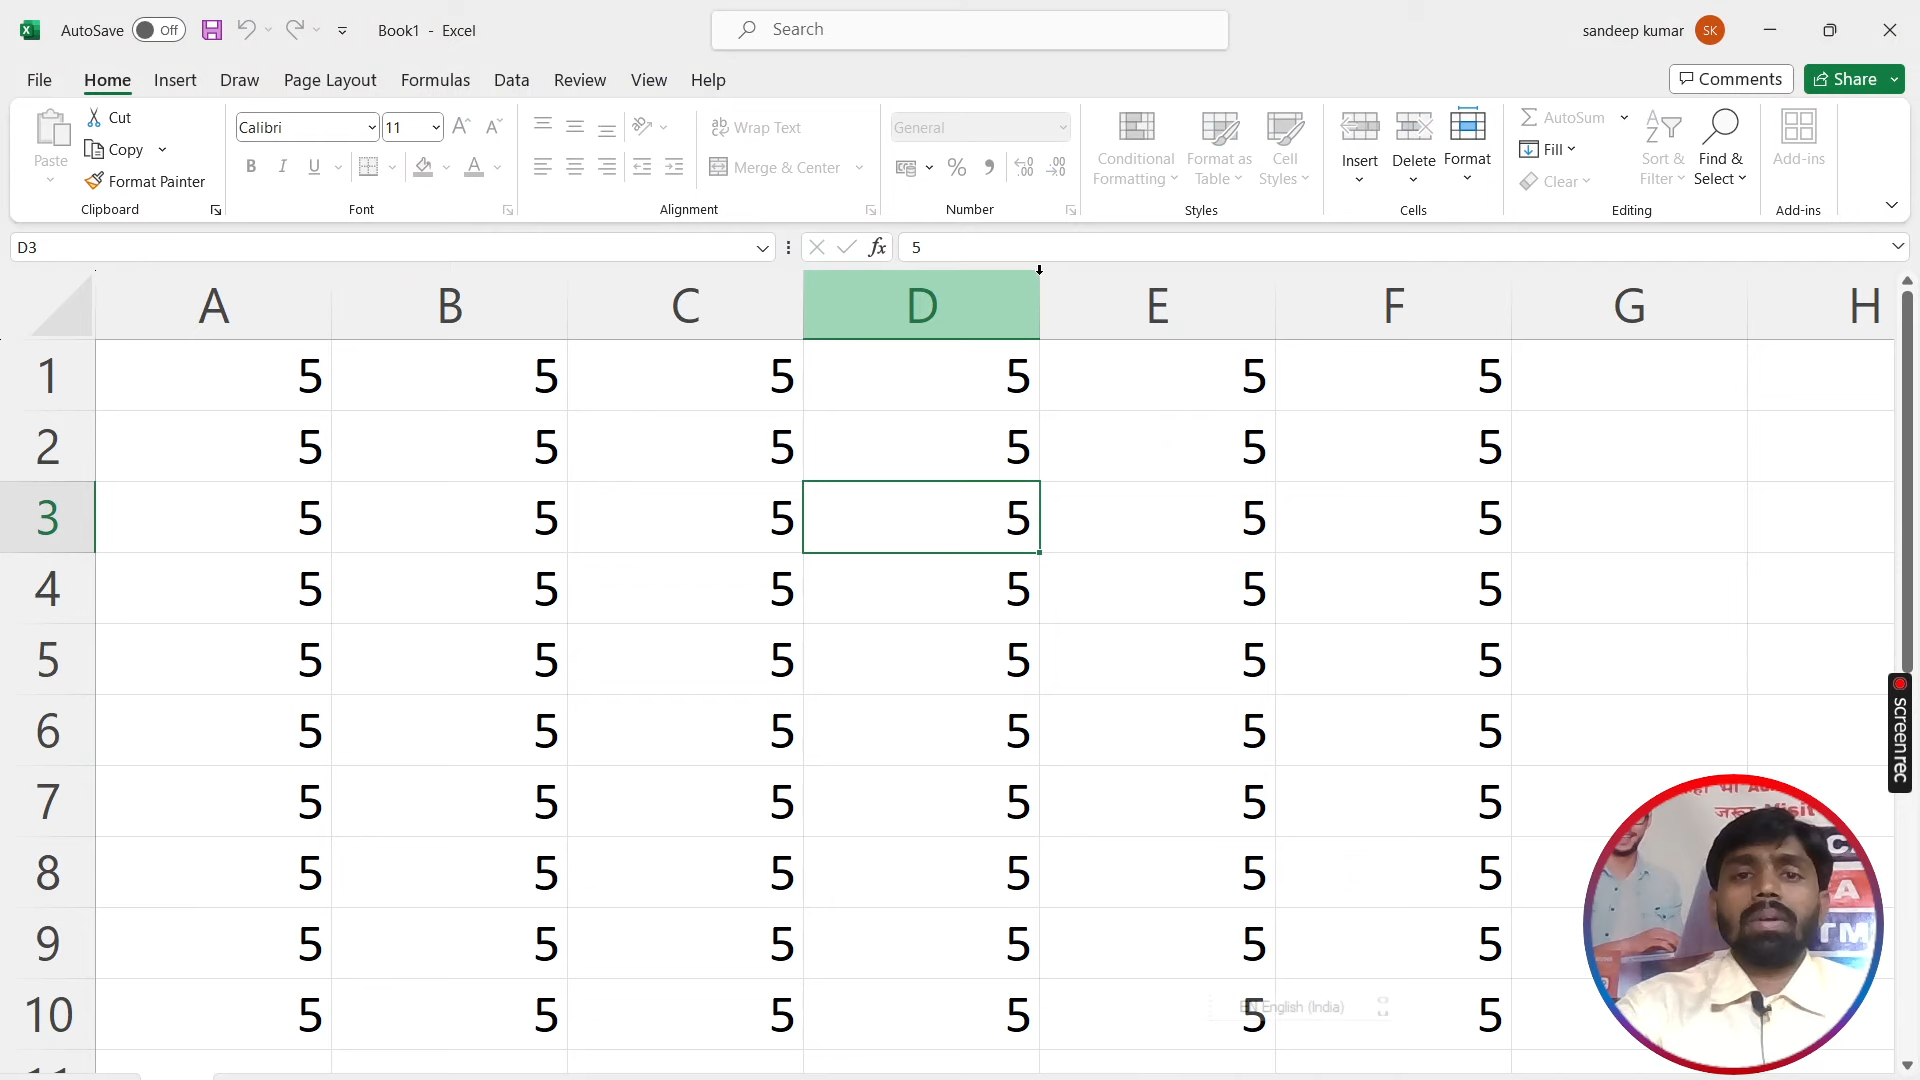 AutoSave Off Book1 - Excel Search sandeep kumar SK
File Home Insert Draw Page Layout Formulas Data Review View Help Comments Share
Paste Cut Copy Format Painter Clipboard
Calibri 11 B I U A Font
Wrap Text Merge & Center Alignment
General % Number
Conditional Formatting Format as Table Cell Styles Styles
Insert Delete Format Cells
AutoSum Fill Clear Sort & Filter Find & Select Editing
Add-ins Add-ins
D3 fx 5
A B C D E F G H
1 5 5 5 5 5 5
2 5 5 5 5 5 5
3 5 5 5 5 5 5
4 5 5 5 5 5 5
5 5 5 5 5 5 5
6 5 5 5 5 5 5
7 5 5 5 5 5 5
8 5 5 5 5 5 5
9 5 5 5 5 5 5
10 5 5 5 5 5 5
English (India)
screenrec
जरूर Visit
A
TM